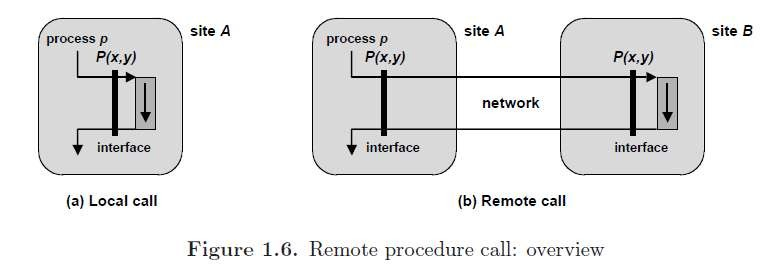 site A
process p
P(x,y)
interface
(a) Local call
site A
process p
P(x,y)
interface
network
site B
P(x,y)
interface
(b) Remote call
Figure 1.6. Remote procedure call: overview